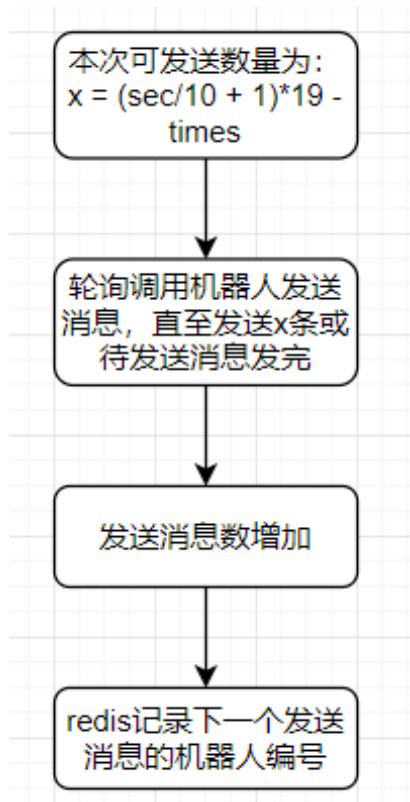 本次可发送数量为：
x = (sec/10 + 1)*19 -
times
轮询调用机器人发送
消息，直至发送x条或
待发送消息发完
发送消息数增加
redis记录下一个发送
消息的机器人编号